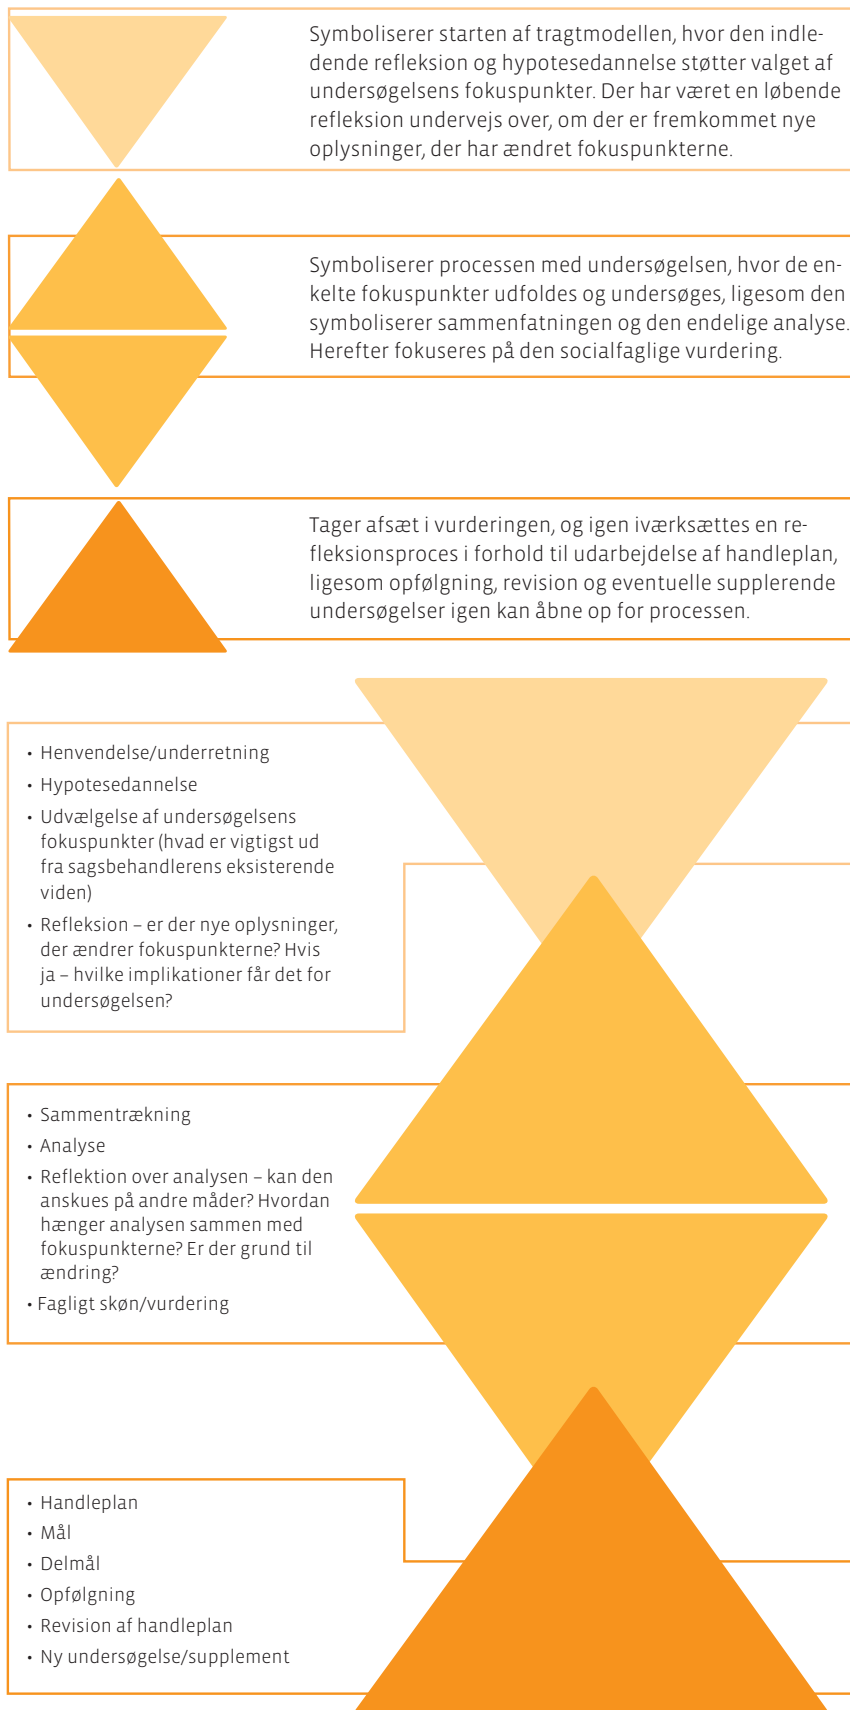 Symboliserer starten af tragtmodellen, hvor den indle-
dende refleksion og hypotesedannelse støtter valget af
undersøgelsens fokuspunkter. Der har været en løbende
refleksion undervejs over, om der er fremkommet nye
oplysninger, der har ændret fokuspunkterne.
Symboliserer processen med undersøgelsen, hvor de en-
kelte fokuspunkter udfoldes og undersøges, ligesom den
symboliserer sammenfatningen og den endelige analyse.
Herefter fokuseres på den socialfaglige vurdering.
Tager afsæt i vurderingen, og igen iværksættes en re-
fleksionsproces i forhold til udarbejdelse af handleplan,
ligesom opfølgning, revision og eventuelle supplerende
undersøgelser igen kan åbne op for processen.
• Henvendelse/underretning
• Hypotesedannelse
• Udvælgelse af undersøgelsens
fokuspunkter (hvad er vigtigst ud
fra sagsbehandlerens eksisterende
viden)
• Refleksion – er der nye oplysninger,
der ændrer fokuspunkterne? Hvis
ja – hvilke implikationer får det for
undersøgelsen?
• Sammentrækning
• Analyse
• Reflektion over analysen – kan den
anskues på andre måder? Hvordan
hænger analysen sammen med
fokuspunkterne? Er der grund til
ændring?
• Fagligt skøn/vurdering
• Handleplan
• Mål
• Delmål
• Opfølgning
• Revision af handleplan
• Ny undersøgelse/supplement